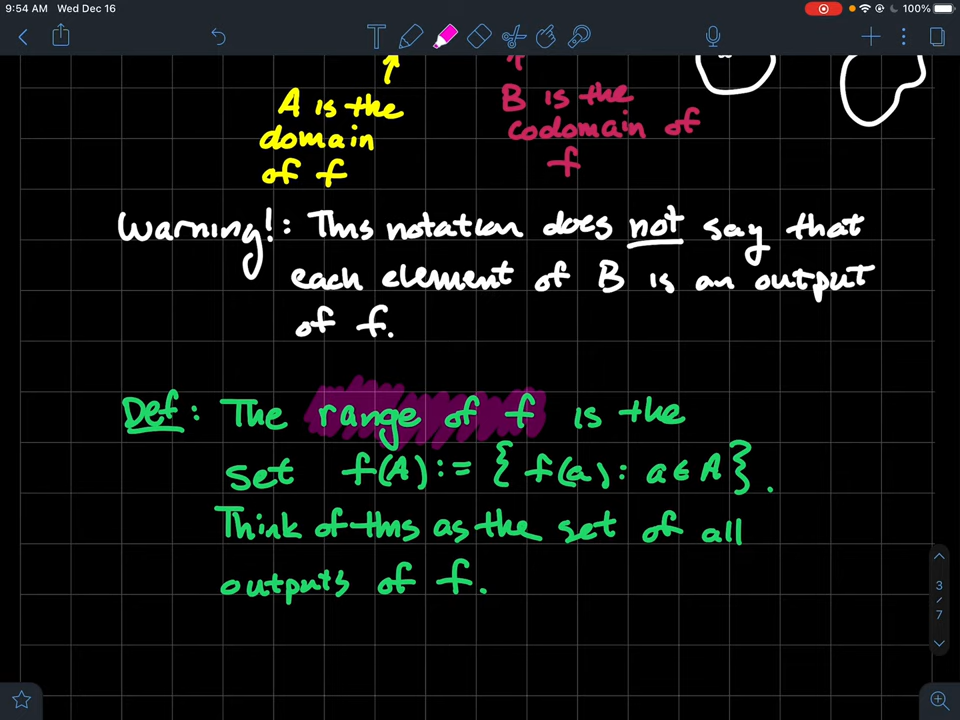 9:54 AM Wed Dec 16
100%
A is the
domain
of f
B is the
codomain of
f
Warning!: This notation does not say that
each element of B is an output
of f.
Def: The range of f is the
set f(A) := { f(a) : a ∈ A }.
Think of this as the set of all
outputs of f.
3
/
7